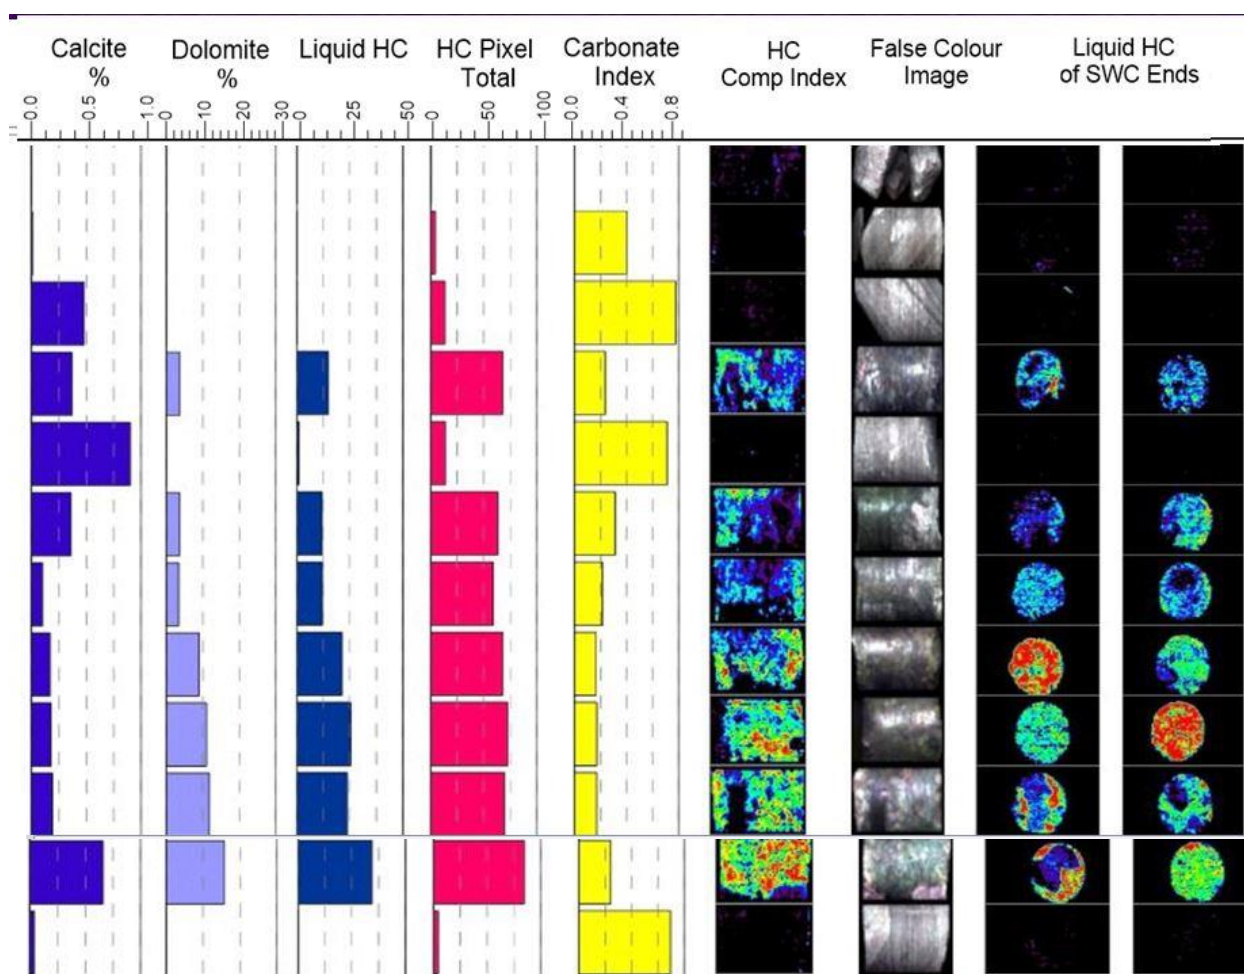 Calcite
%
Dolomite
%
Liquid HC
HC Pixel
Total
Carbonate
Index
HC
Comp Index
False Colour
Image
Liquid HC
of SWC Ends
0.0
0.5
1.0
0
10
20
30
0
25
50
0
50
100
0.0
0.4
0.8